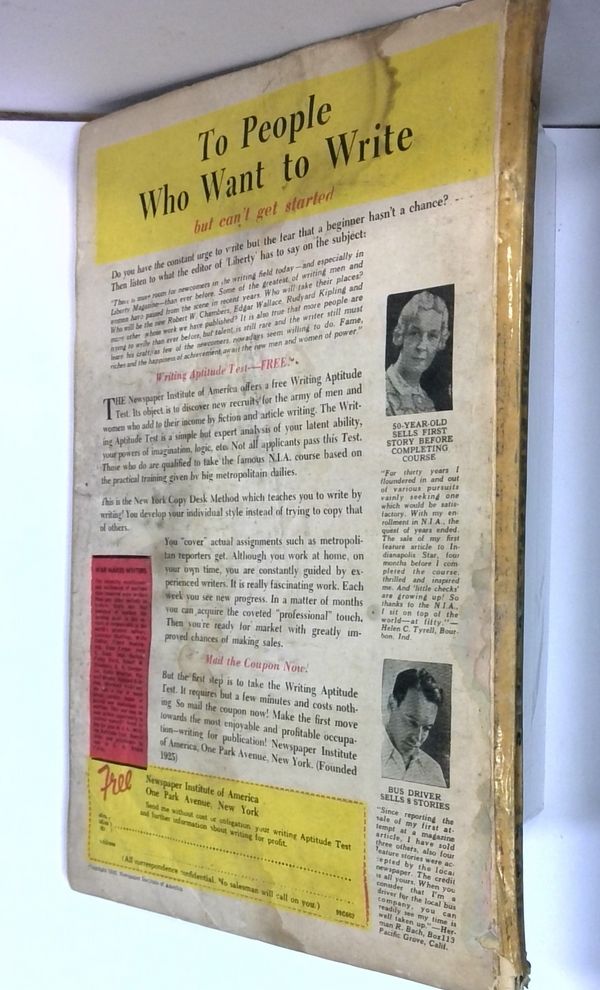 To People
Who Want to Write
but can't get started
Do you have the constant urge to write but the fear that a beginner hasn't a chance?
Then listen to what the editor of 'Liberty' has to say on the subject:
"There is more room for newcomers in the writing field today—and especially in
Liberty Magazine—than ever before. Some of the greatest of writing men and
women have passed from the scene in recent years. Who will take their places?
Who will be the new Robert W. Chambers, Edgar Wallace, Rudyard Kipling and
many other whose work we have published? It is also true that more people are
trying to write than ever before, but talent is still rare and the writer still must
learn his craft, as few of the newcomers nowadays seem willing to do. Fame,
riches and the happiness of achievement await the new men and women of power."
Writing Aptitude Test—FREE!
THE Newspaper Institute of America offers a free Writing Aptitude
Test. Its object is to discover new recruits for the army of men and
women who add to their income by fiction and article writing. The Writ-
ing Aptitude Test is a simple but expert analysis of your latent ability,
your powers of imagination, logic, etc. Not all applicants pass this Test.
Those who do are qualified to take the famous N.I.A. course based on
the practical training given by big metropolitan dailies.
This is the New York Copy Desk Method which teaches you to write by
writing! You develop your individual style instead of trying to copy that
of others.
You "cover" actual assignments such as metropoli-
tan reporters get. Although you work at home, on
your own time, you are constantly guided by ex-
perienced writers. It is really fascinating work. Each
week you see new progress. In a matter of months
you can acquire the coveted "professional" touch.
Then you're ready for market with greatly im-
proved chances of making sales.
Mail the Coupon Now!
But the first step is to take the Writing Aptitude
Test. It requires but a few minutes and costs noth-
ing So mail the coupon now! Make the first move
towards the most enjoyable and profitable occupa-
tion—writing for publication! Newspaper Institute
of America, One Park Avenue, New York. (Founded
1925)
WAR MAKES WRITERS
Free
Newspaper Institute of America
One Park Avenue, New York
Send me without cost or obligation, your writing Aptitude Test
and further information about writing for profit.
(All correspondence confidential. No salesman will call on you.)
Newspaper Institute of America
50-YEAR-OLD
SELLS FIRST
STORY BEFORE
COMPLETING
COURSE
"For thirty years I
floundered in and out
of various pursuits
vainly seeking one
which would be satis-
factory. With my en-
rollment in N.I.A., the
quest of years ended.
The sale of my first
feature article to In-
dianapolis Star, four
months before I com-
pleted the course,
thrilled and inspired
me. And 'little checks'
are growing up! So
thanks to the N.I.A.,
I sit on top of the
world—at fifty."—
Helen C. Tyrell, Bour-
bon, Ind.
BUS DRIVER
SELLS 8 STORIES
"Since reporting the
sale of my first at-
tempt at a magazine
article, I have sold
three others, also four
feature stories were ac-
cepted by the local
newspaper. The credit
is all yours. When you
consider that I'm a
driver for the local bus
company, you can
readily see my time is
well taken up."—Her-
man R. Bach, Box 113
Pacific Grove, Calif.